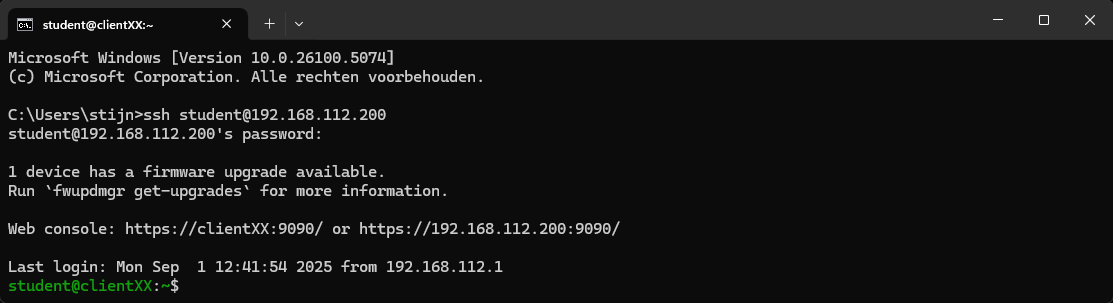 student@clientXX:~
Microsoft Windows [Version 10.0.26100.5074]
(c) Microsoft Corporation. Alle rechten voorbehouden.
C:\Users\stijn>ssh student@192.168.112.200
student@192.168.112.200's password:
1 device has a firmware upgrade available.
Run `fwupdmgr get-upgrades` for more information.
Web console: https://clientXX:9090/ or https://192.168.112.200:9090/
Last login: Mon Sep  1 12:41:54 2025 from 192.168.112.1
student@clientXX:~$